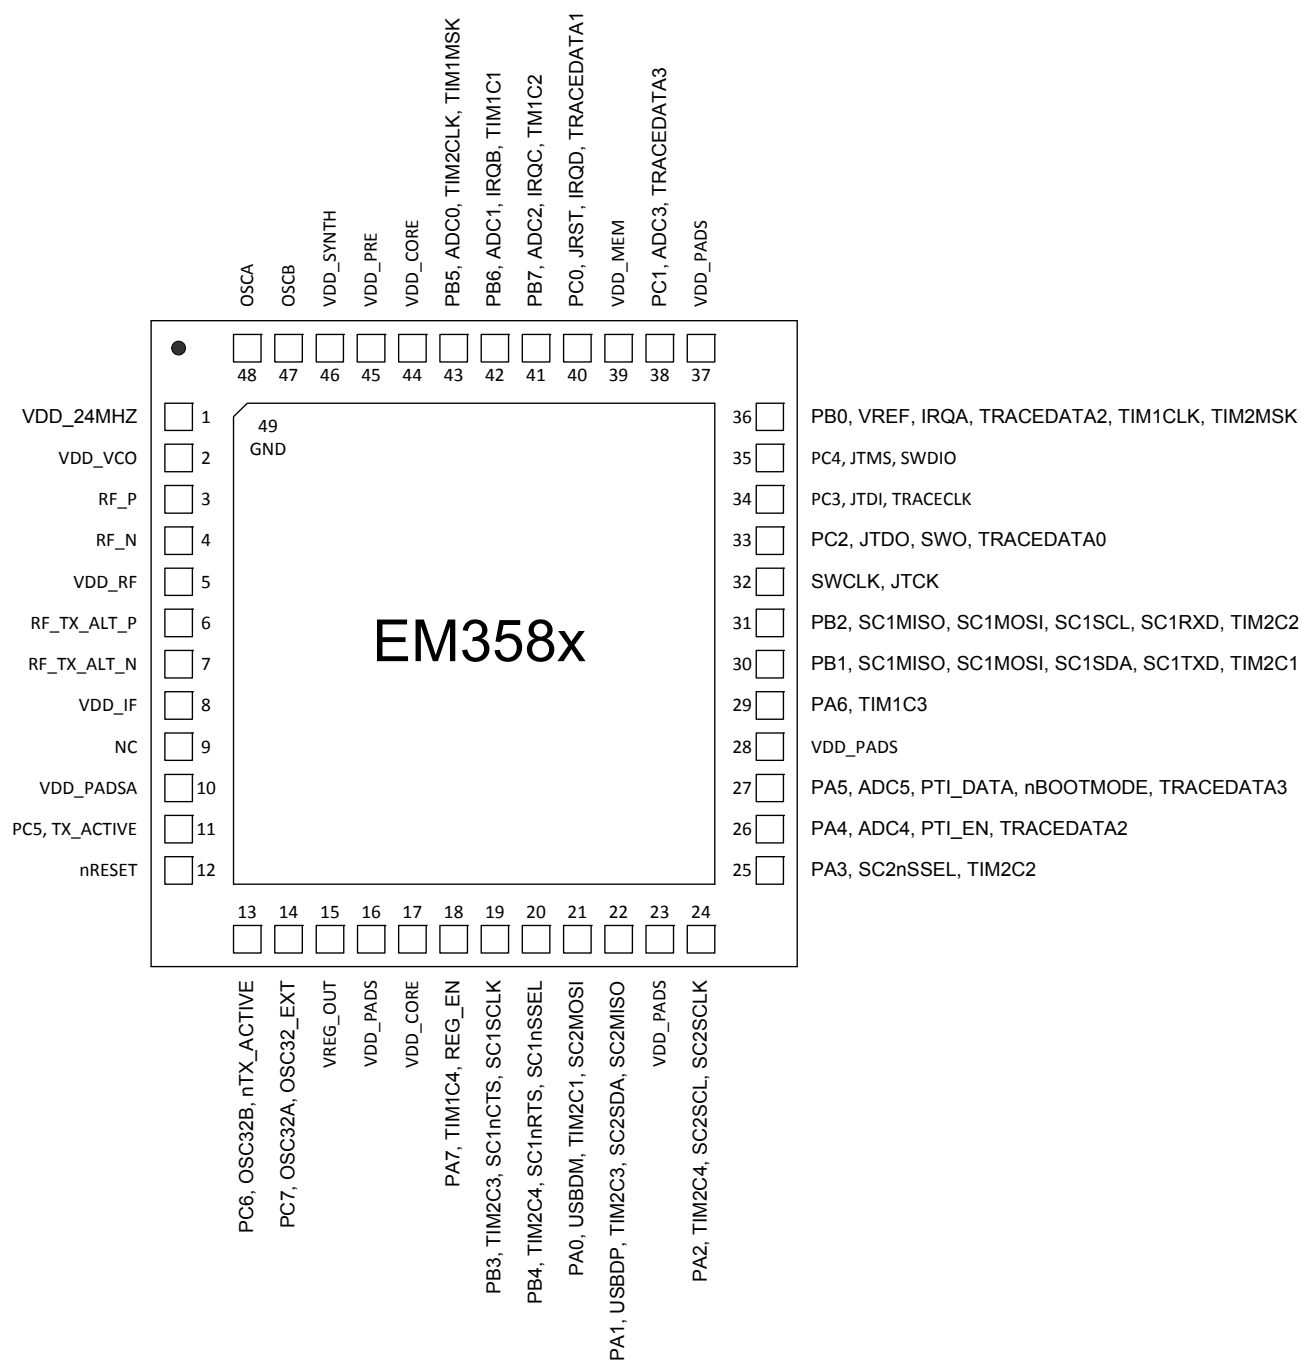 OSCA
OSCB
VDD_SYNTH
VDD_PRE
VDD_CORE
PB5, ADC0, TIM2CLK, TIM1MSK
PB6, ADC1, IRQB, TIM1C1
PB7, ADC2, IRQC, TM1C2
PC0, JRST, IRQD, TRACEDATA1
VDD_MEM
PC1, ADC3, TRACEDATA3
VDD_PADS
48 47 46 45 44 43 42 41 40 39 38 37
VDD_24MHZ 1
VDD_VCO 2
RF_P 3
RF_N 4
VDD_RF 5
RF_TX_ALT_P 6
RF_TX_ALT_N 7
VDD_IF 8
NC 9
VDD_PADSA 10
PC5, TX_ACTIVE 11
nRESET 12
49
GND
EM358x
36 PB0, VREF, IRQA, TRACEDATA2, TIM1CLK, TIM2MSK
35 PC4, JTMS, SWDIO
34 PC3, JTDI, TRACECLK
33 PC2, JTDO, SWO, TRACEDATA0
32 SWCLK, JTCK
31 PB2, SC1MISO, SC1MOSI, SC1SCL, SC1RXD, TIM2C2
30 PB1, SC1MISO, SC1MOSI, SC1SDA, SC1TXD, TIM2C1
29 PA6, TIM1C3
28 VDD_PADS
27 PA5, ADC5, PTI_DATA, nBOOTMODE, TRACEDATA3
26 PA4, ADC4, PTI_EN, TRACEDATA2
25 PA3, SC2nSSEL, TIM2C2
13 14 15 16 17 18 19 20 21 22 23 24
PC6, OSC32B, nTX_ACTIVE
PC7, OSC32A, OSC32_EXT
VREG_OUT
VDD_PADS
VDD_CORE
PA7, TIM1C4, REG_EN
PB3, TIM2C3, SC1nCTS, SC1SCLK
PB4, TIM2C4, SC1nRTS, SC1nSSEL
PA0, USBDM, TIM2C1, SC2MOSI
PA1, USBDP, TIM2C3, SC2SDA, SC2MISO
VDD_PADS
PA2, TIM2C4, SC2SCL, SC2SCLK